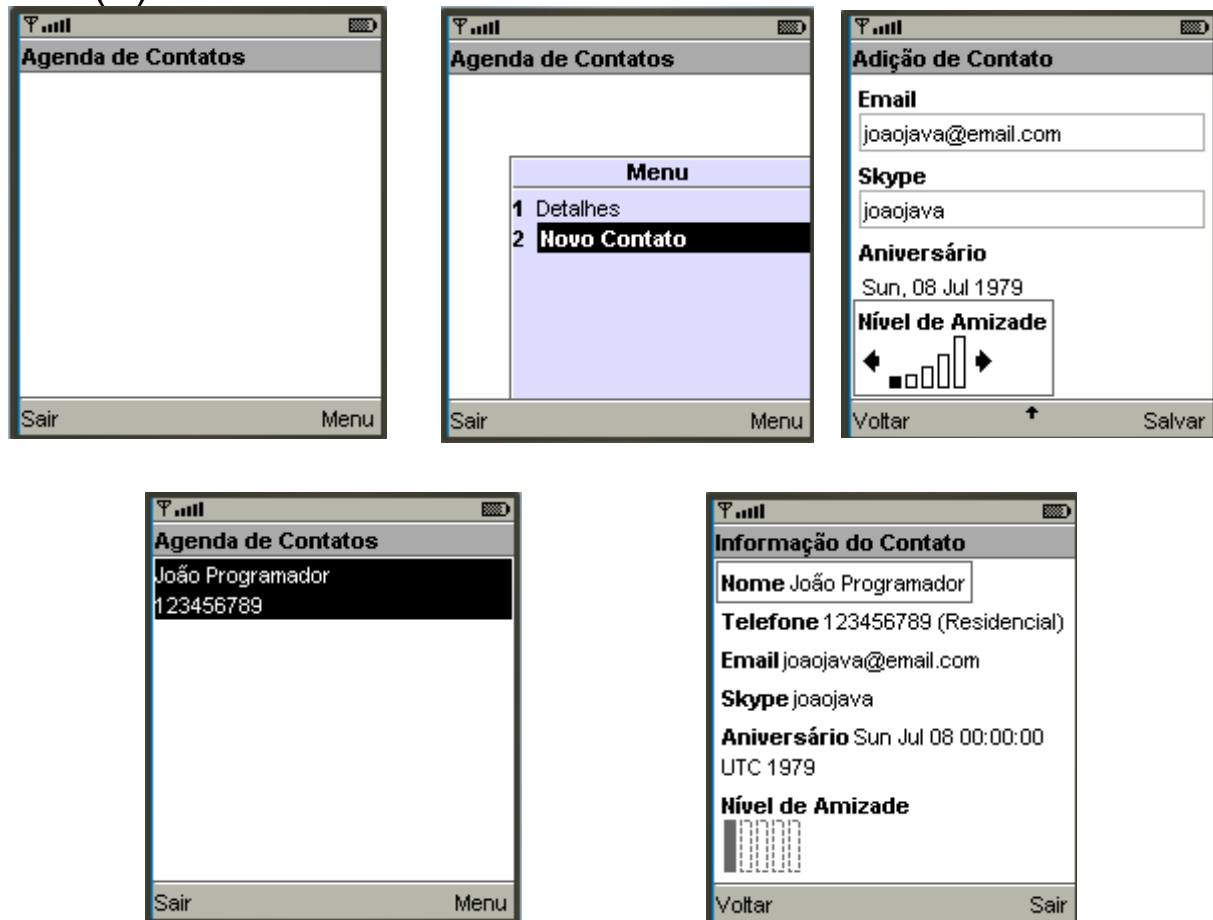 Agenda de Contatos
Sair Menu
Agenda de Contatos
Menu
1 Detalhes
2 Novo Contato
Sair Menu
Adição de Contato
Email
joaojava@email.com
Skype
joaojava
Aniversário
Sun, 08 Jul 1979
Nível de Amizade
Voltar Salvar
Agenda de Contatos
João Programador
123456789
Sair Menu
Informação do Contato
Nome João Programador
Telefone 123456789 (Residencial)
Email joaojava@email.com
Skype joaojava
Aniversário Sun Jul 08 00:00:00
UTC 1979
Nível de Amizade
Voltar Sair